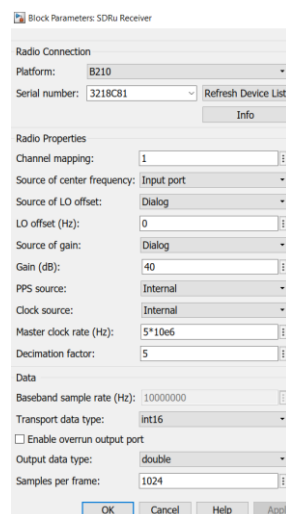 Block Parameters: SDRu Receiver
Radio Connection
Platform: B210
Serial number: 3218C81 Refresh Device List
Info
Radio Properties
Channel mapping: 1
Source of center frequency: Input port
Source of LO offset: Dialog
LO offset (Hz): 0
Source of gain: Dialog
Gain (dB): 40
PPS source: Internal
Clock source: Internal
Master clock rate (Hz): 5*10e6
Decimation factor: 5
Data
Baseband sample rate (Hz): 10000000
Transport data type: int16
Enable overrun output port
Output data type: double
Samples per frame: 1024
OK Cancel Help Appl